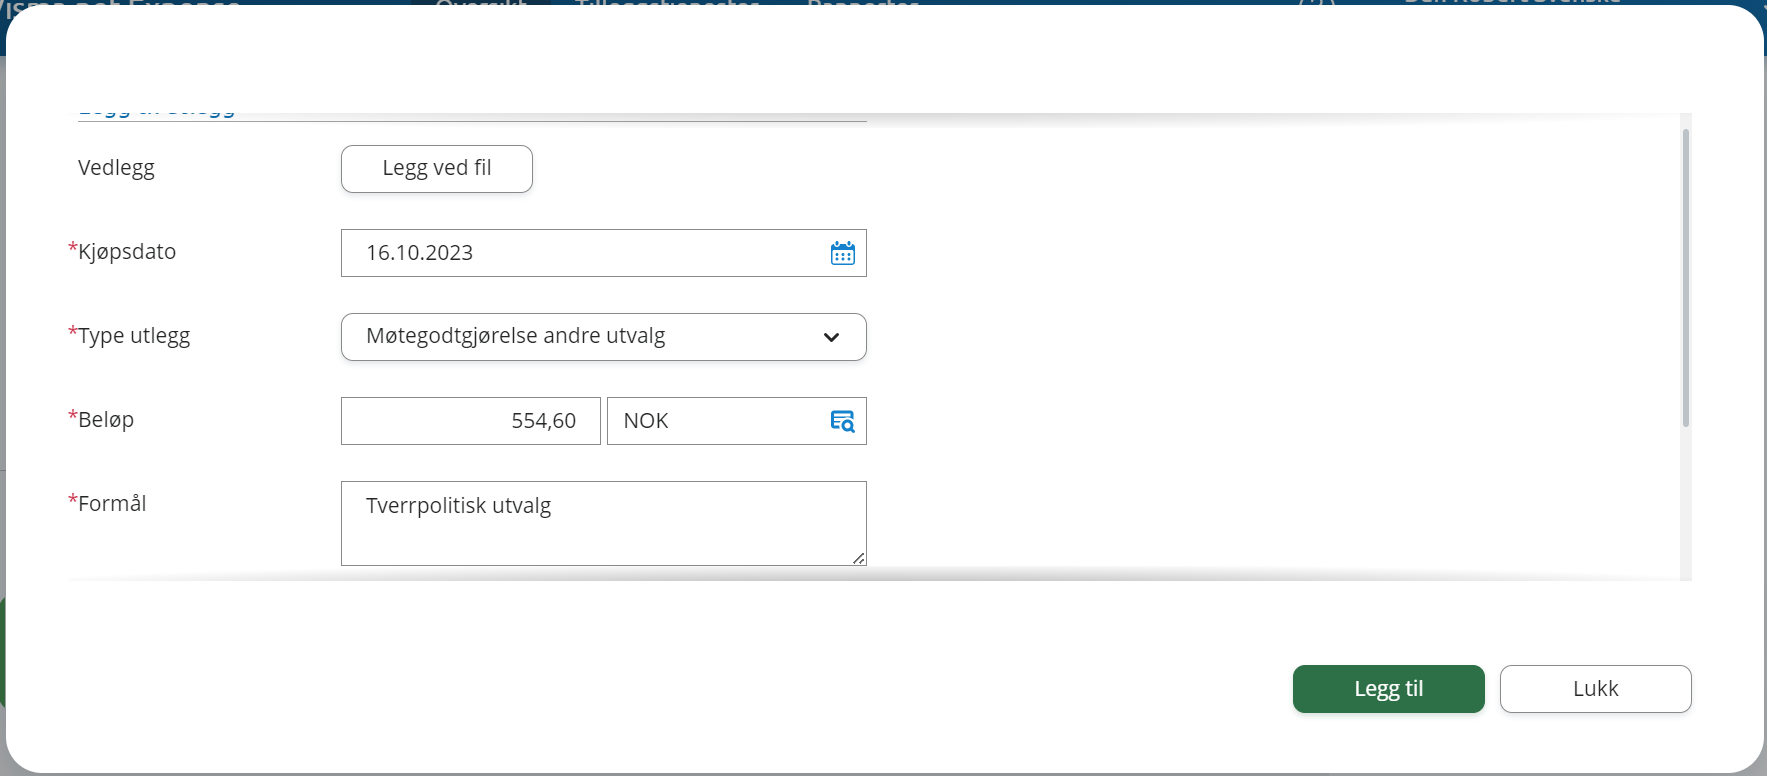 Vedlegg
Legg ved fil
*Kjøpsdato
16.10.2023
*Type utlegg
Møtegodtgjørelse andre utvalg
*Beløp
554,60
NOK
*Formål
Tverrpolitisk utvalg
Legg til
Lukk